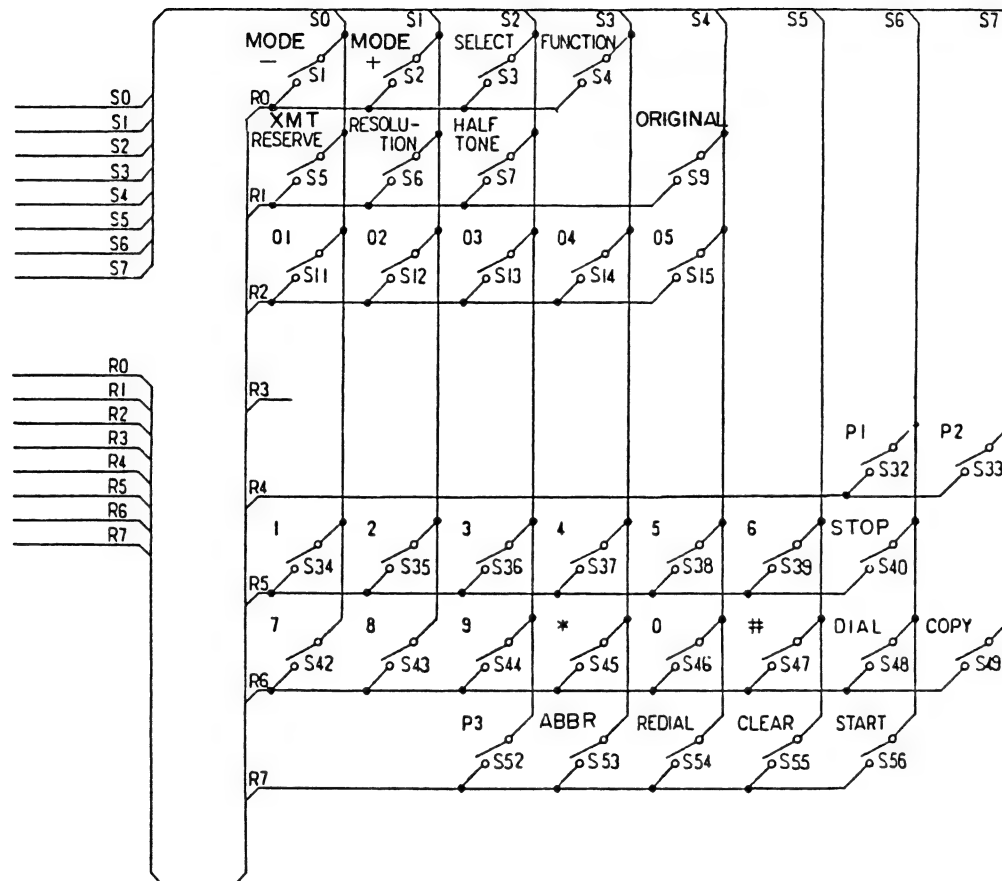 S0 S1 S2 S3 S4 S5 S6 S7
MODE - MODE + SELECT FUNCTION
S1 S2 S3 S4
R0
XMT RESERVE RESOLU-TION HALF TONE ORIGINAL
S5 S6 S7 S9
R1
01 02 03 04 05
S11 S12 S13 S14 S15
R2
S0
S1
S2
S3
S4
S5
S6
S7
R0
R1
R2
R3
R4
R5
R6
R7
R3
P1 P2
S32 S33
R4
1 2 3 4 5 6 STOP
S34 S35 S36 S37 S38 S39 S40
R5
7 8 9 * 0 # DIAL COPY
S42 S43 S44 S45 S46 S47 S48 S49
R6
P3 ABBR REDIAL CLEAR START
S52 S53 S54 S55 S56
R7